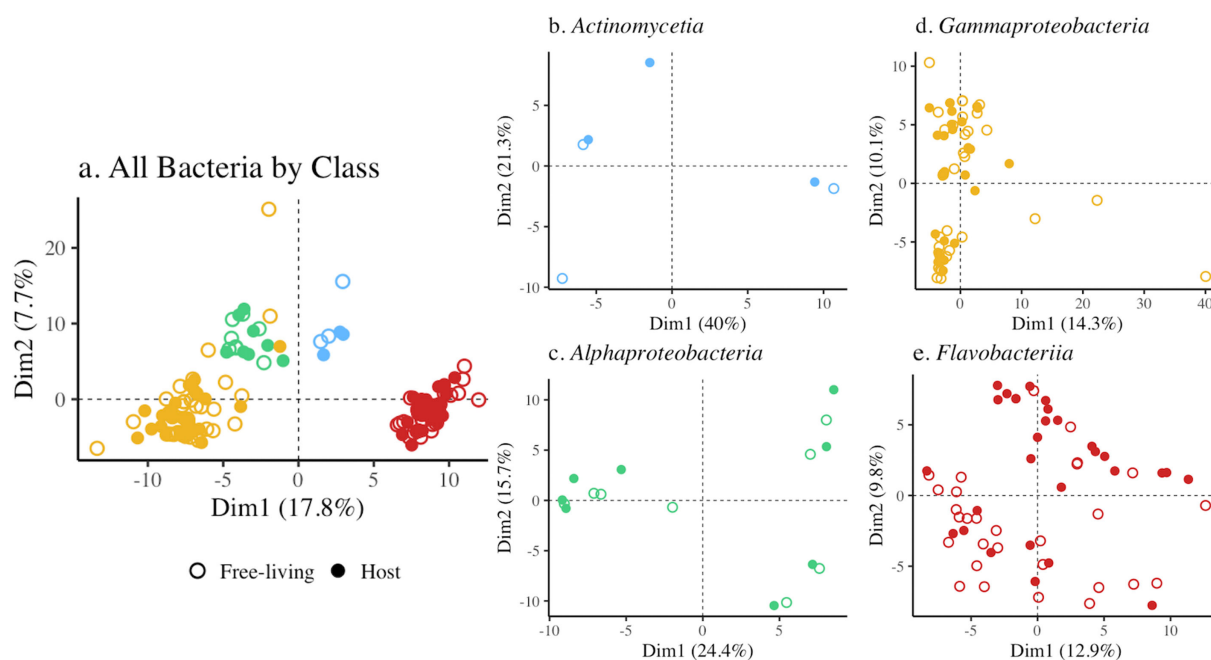 a. All Bacteria by Class
Dim2 (7.7%)
20
10
0
-10
-5
0
5
10
Dim1 (17.8%)
Free-living
Host
b. Actinomycetia
Dim2 (21.3%)
5
0
-5
-10
-5
0
5
10
Dim1 (40%)
c. Alphaproteobacteria
Dim2 (15.7%)
10
5
0
-5
-10
-10
-5
0
5
Dim1 (24.4%)
d. Gammaproteobacteria
Dim2 (10.1%)
10
5
0
-5
0
10
20
30
40
Dim1 (14.3%)
e. Flavobacteriia
Dim2 (9.8%)
5
0
-5
-5
0
5
10
Dim1 (12.9%)